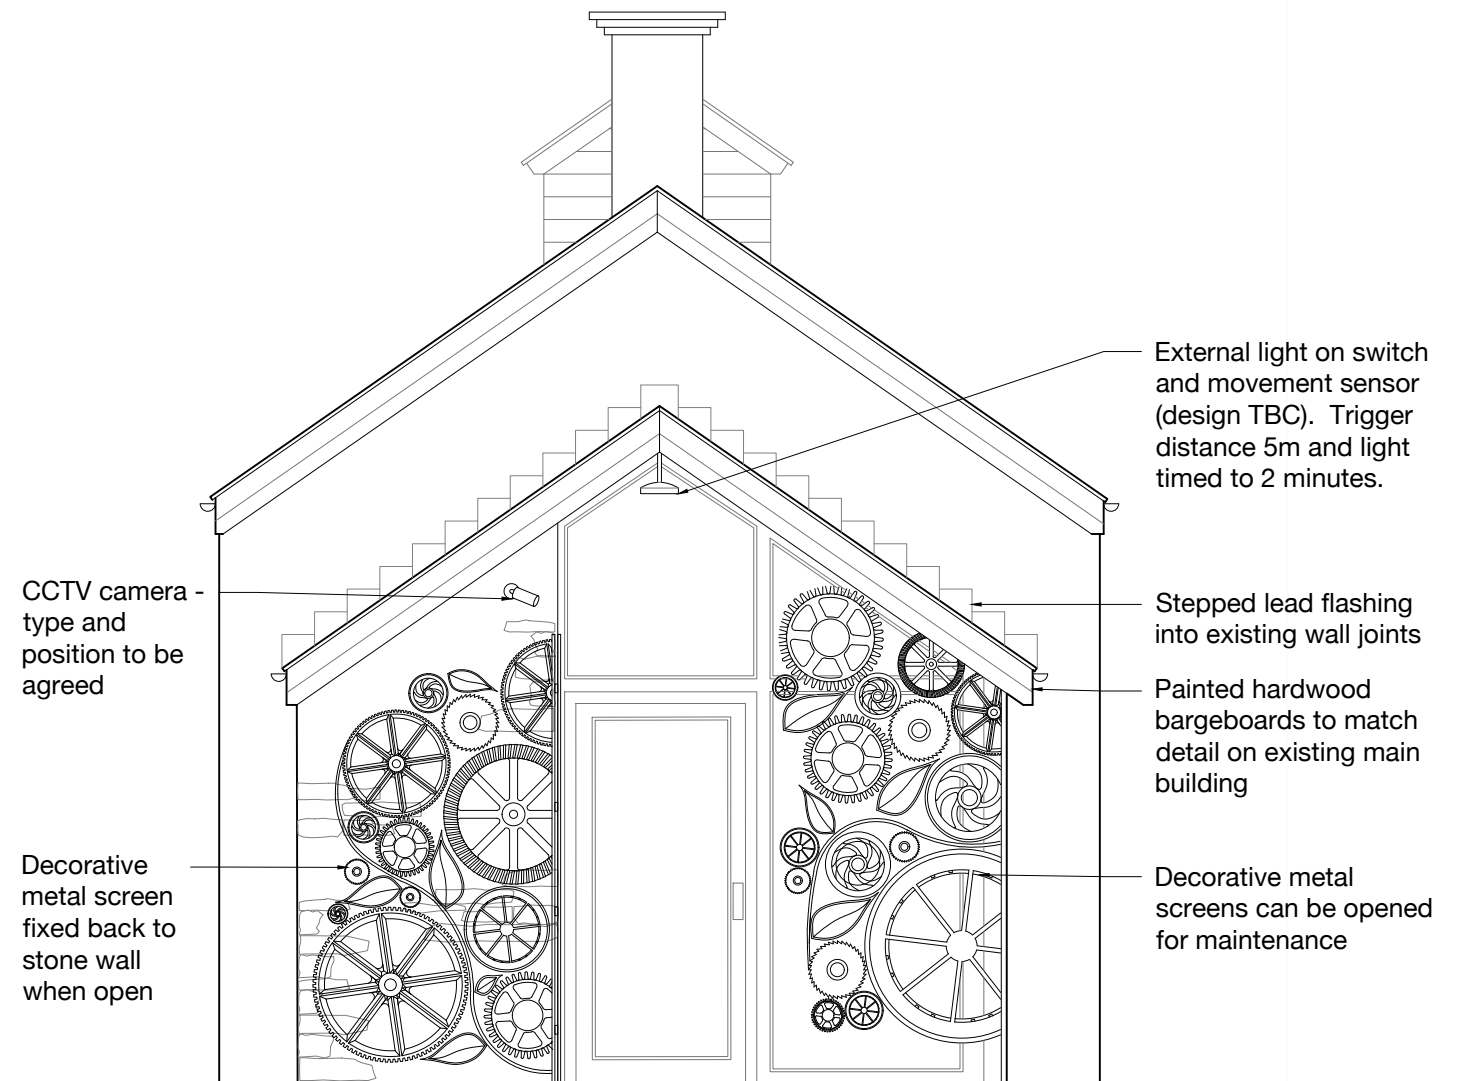 External light on switch
and movement sensor
(design TBC).  Trigger
distance 5m and light
timed to 2 minutes.
CCTV camera -
type and
position to be
agreed
Stepped lead flashing
into existing wall joints
Painted hardwood
bargeboards to match
detail on existing main
building
Decorative
metal screen
fixed back to
stone wall
when open
Decorative metal
screens can be opened
for maintenance